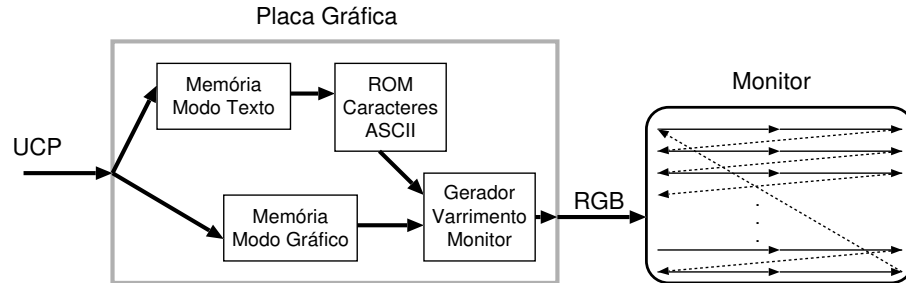 Placa Gráfica
Memória
Modo Texto
ROM
Caracteres
ASCII
Monitor
UCP
Memória
Modo Gráfico
Gerador
Varrimento
Monitor
RGB